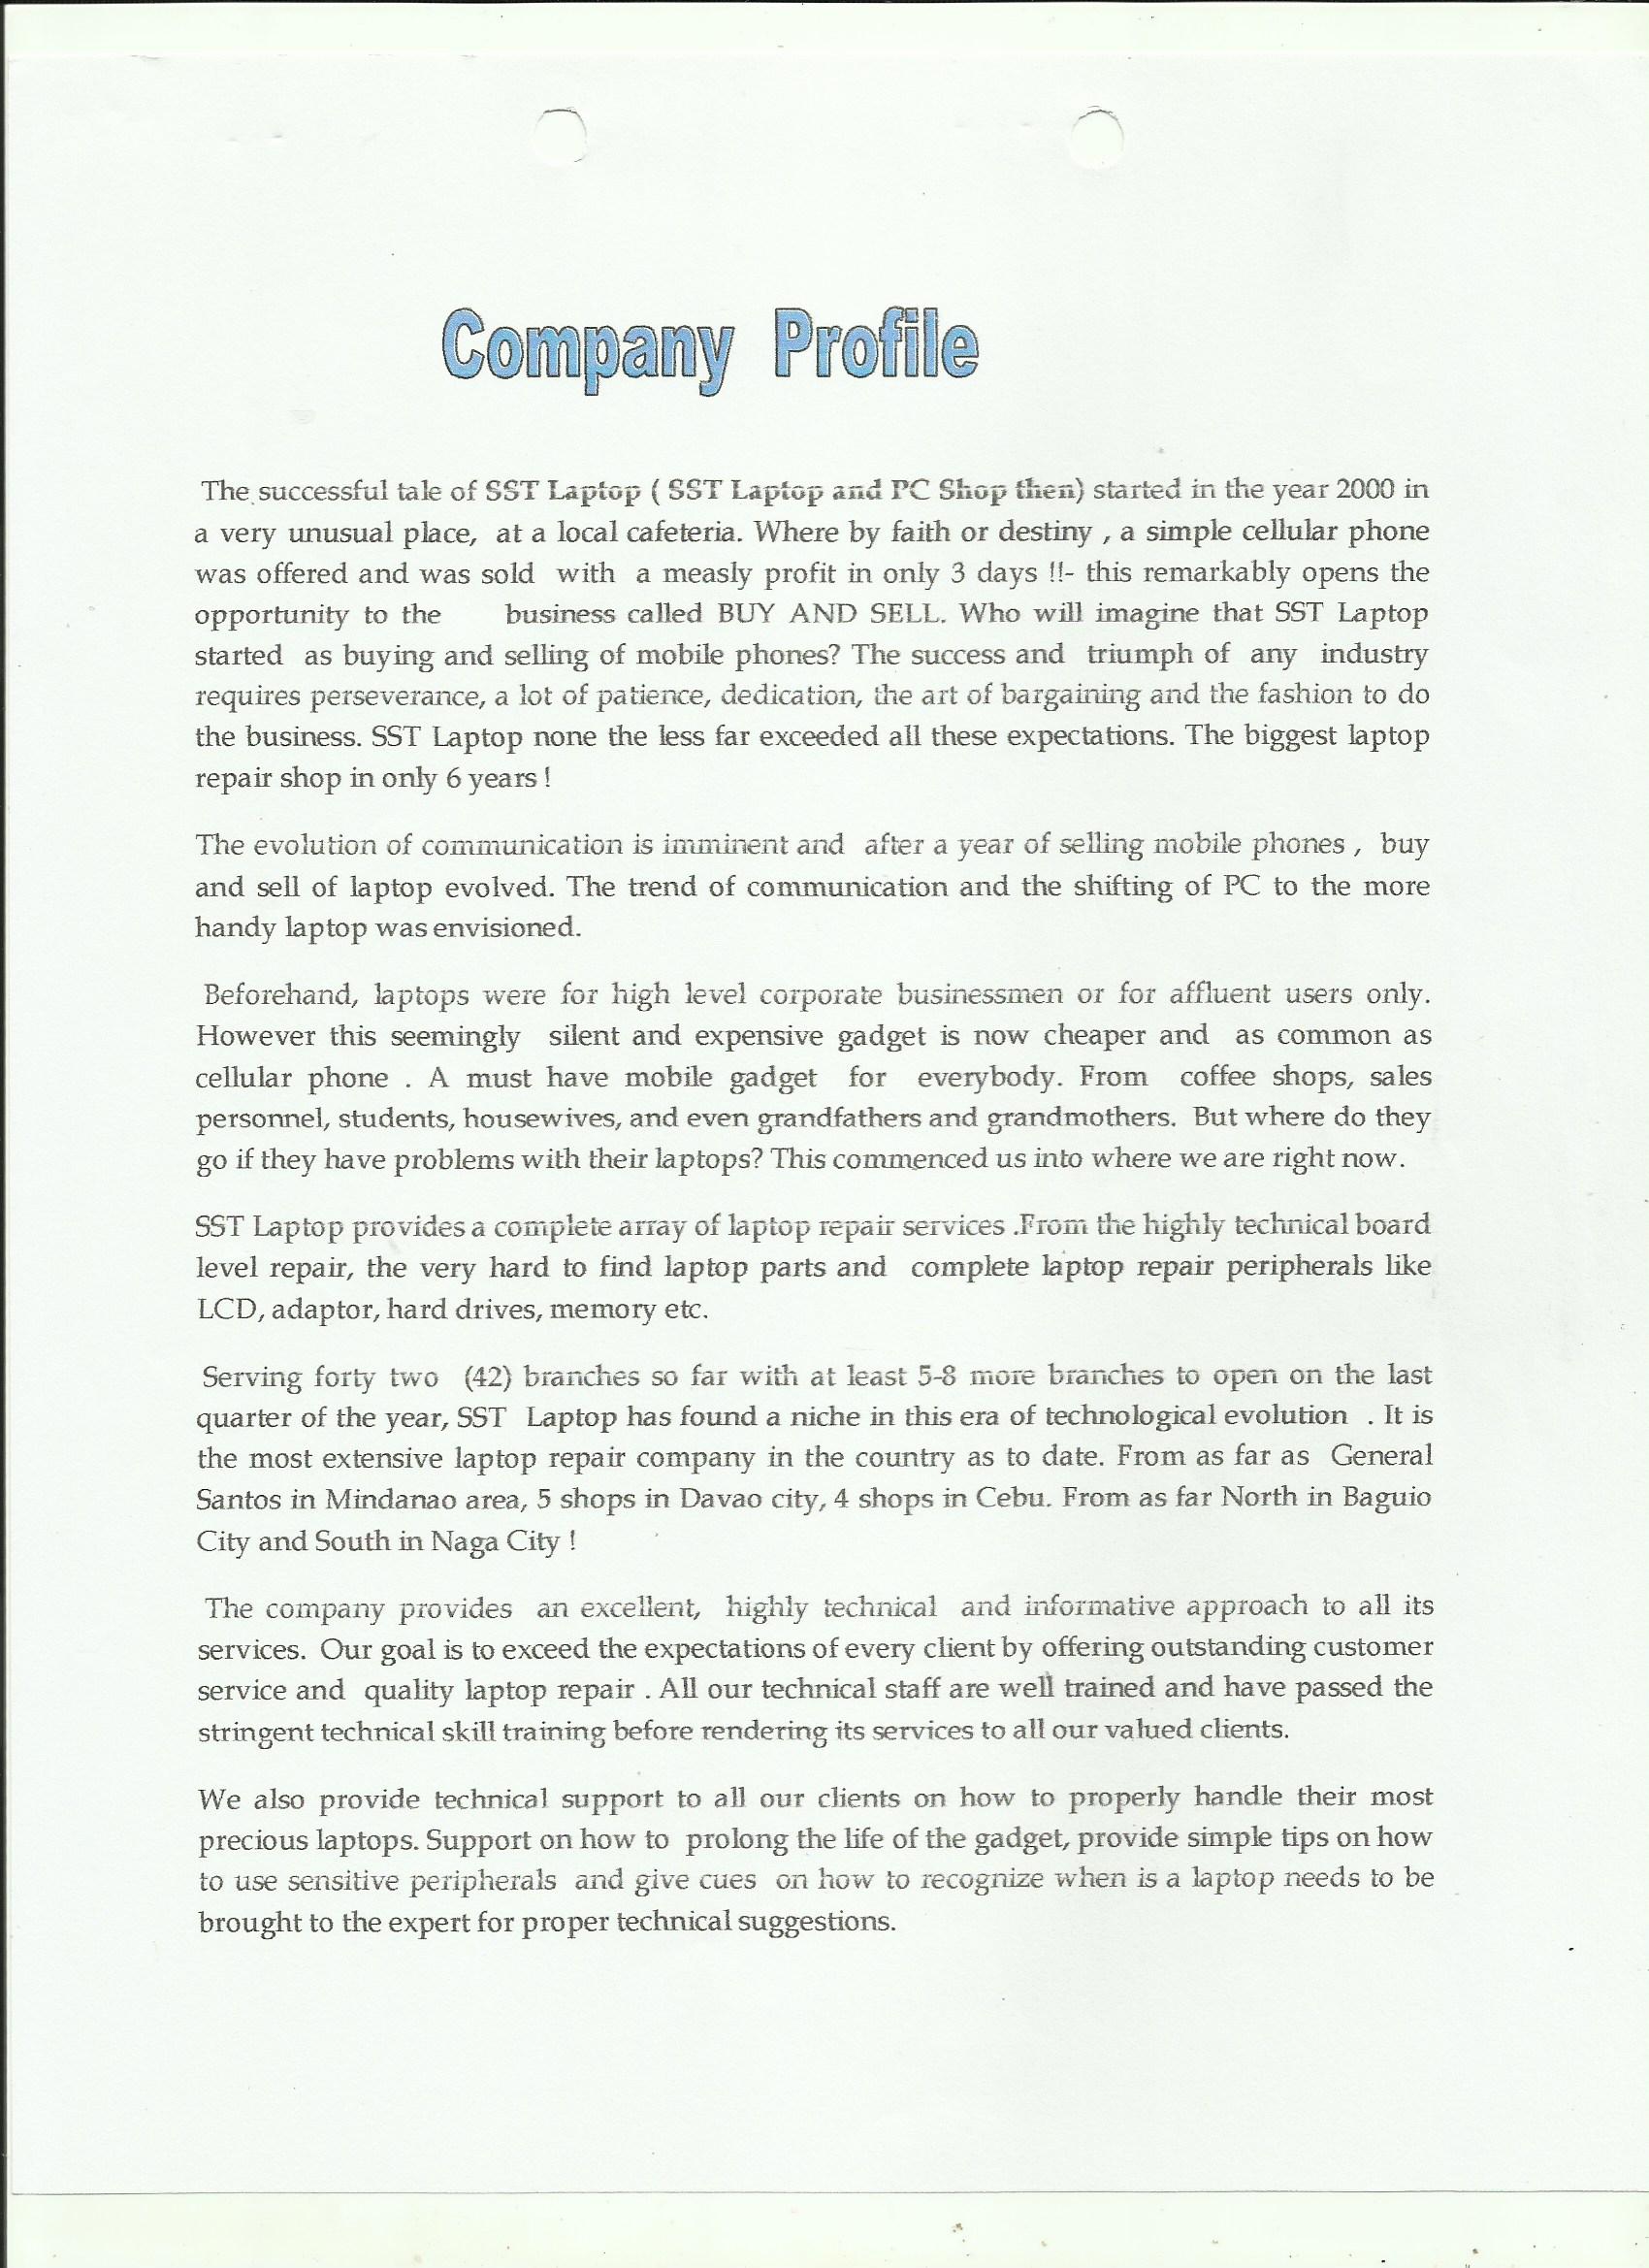 Company Profile
The successful tale of SST Laptop ( SST Laptop and PC Shop then) started in the year 2000 in
a very unusual place, at a local cafeteria. Where by faith or destiny , a simple cellular phone
was offered and was sold with a measly profit in only 3 days !!- this remarkably opens the
opportunity to the business called BUY AND SELL. Who will imagine that SST Laptop
started as buying and selling of mobile phones? The success and triumph of any industry
requires perseverance, a lot of patience, dedication, the art of bargaining and the fashion to do
the business. SST Laptop none the less far exceeded all these expectations. The biggest laptop
repair shop in only 6 years !
The evolution of communication is imminent and after a year of selling mobile phones , buy
and sell of laptop evolved. The trend of communication and the shifting of PC to the more
handy laptop was envisioned.
Beforehand, laptops were for high level corporate businessmen or for affluent users only.
However this seemingly silent and expensive gadget is now cheaper and as common as
cellular phone . A must have mobile gadget for everybody. From coffee shops, sales
personnel, students, housewives, and even grandfathers and grandmothers. But where do they
go if they have problems with their laptops? This commenced us into where we are right now.
SST Laptop provides a complete array of laptop repair services .From the highly technical board
level repair, the very hard to find laptop parts and complete laptop repair peripherals like
LCD, adaptor, hard drives, memory etc.
Serving forty two (42) branches so far with at least 5-8 more branches to open on the last
quarter of the year, SST Laptop has found a niche in this era of technological evolution . It is
the most extensive laptop repair company in the country as to date. From as far as General
Santos in Mindanao area, 5 shops in Davao city, 4 shops in Cebu. From as far North in Baguio
City and South in Naga City !
The company provides an excellent, highly technical and informative approach to all its
services. Our goal is to exceed the expectations of every client by offering outstanding customer
service and quality laptop repair . All our technical staff are well trained and have passed the
stringent technical skill training before rendering its services to all our valued clients.
We also provide technical support to all our clients on how to properly handle their most
precious laptops. Support on how to prolong the life of the gadget, provide simple tips on how
to use sensitive peripherals and give cues on how to recognize when is a laptop needs to be
brought to the expert for proper technical suggestions.